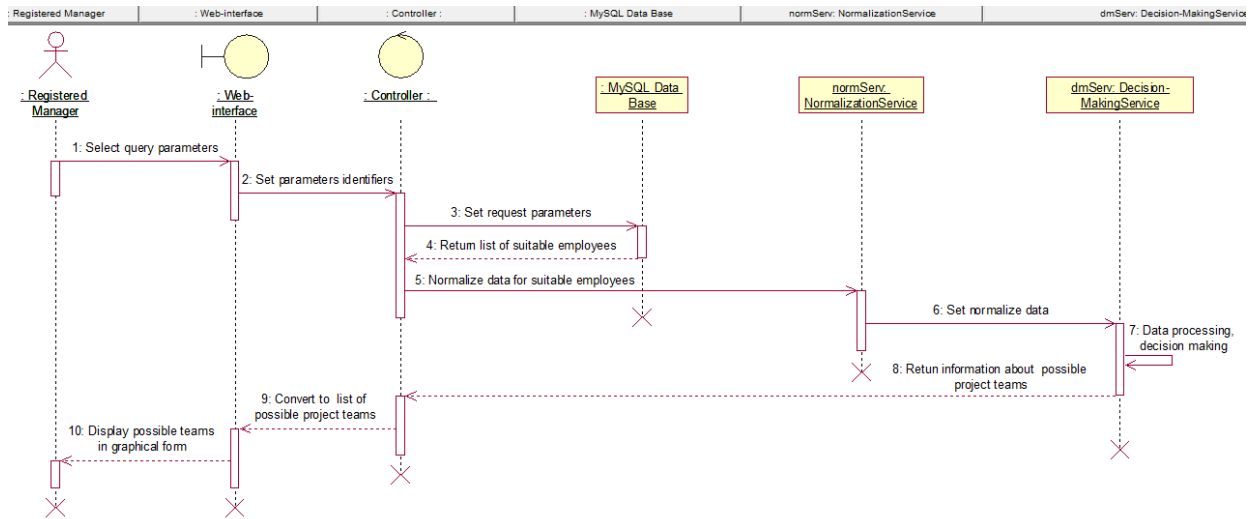 : Registered Manager
: Web-interface
: Controller :
: MySQL Data Base
normServ: NormalizationService
dmServ: Decision-MakingService
: Registered
Manager
: Web-
interface
: Controller :
: MySQL Data
Base
normServ:
NormalizationService
dmServ: Decision-
MakingService
1: Select query parameters
2: Set parameters identifiers
3: Set request parameters
4: Return list of suitable employees
5: Normalize data for suitable employees
6: Set normalize data
7: Data processing,
decision making
8: Retun information about possible
project teams
9: Convert to list of
possible project teams
10: Display possible teams
in graphical form